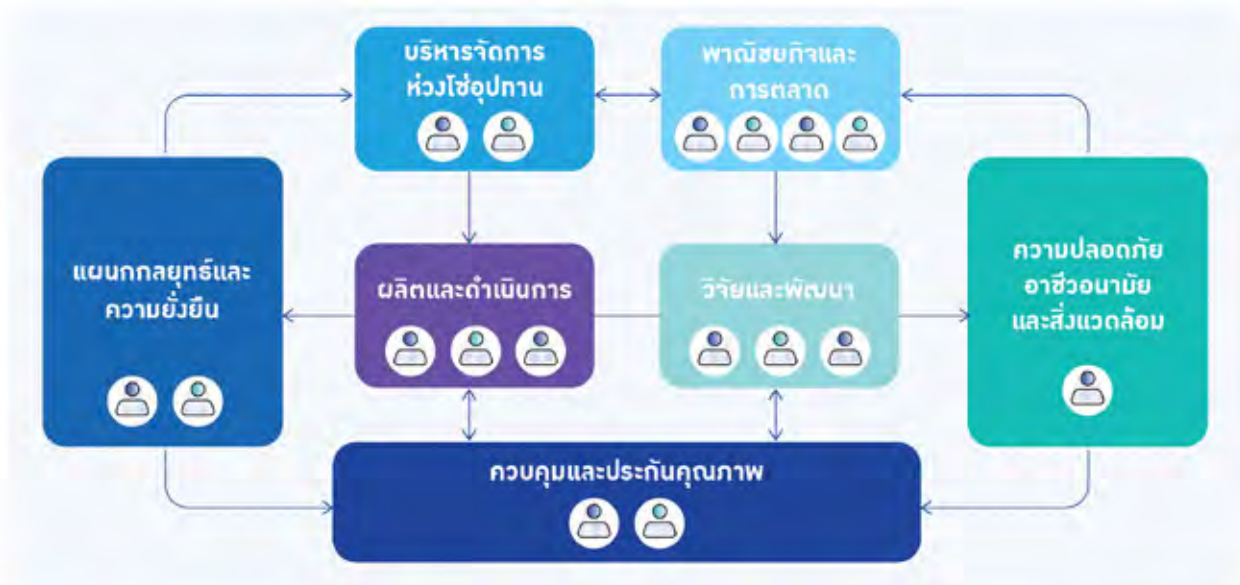 บริหารจัดการ
ห่วงโซ่อุปทาน
พาณิชยกิจและ
การตลาด
แผนกกลยุทธ์และ
ความยั่งยืน
ผลิตและดำเนินการ
วิจัยและพัฒนา
ความปลอดภัย
อาชีวอนามัย
และสิ่งแวดล้อม
ควบคุมและประกันคุณภาพ